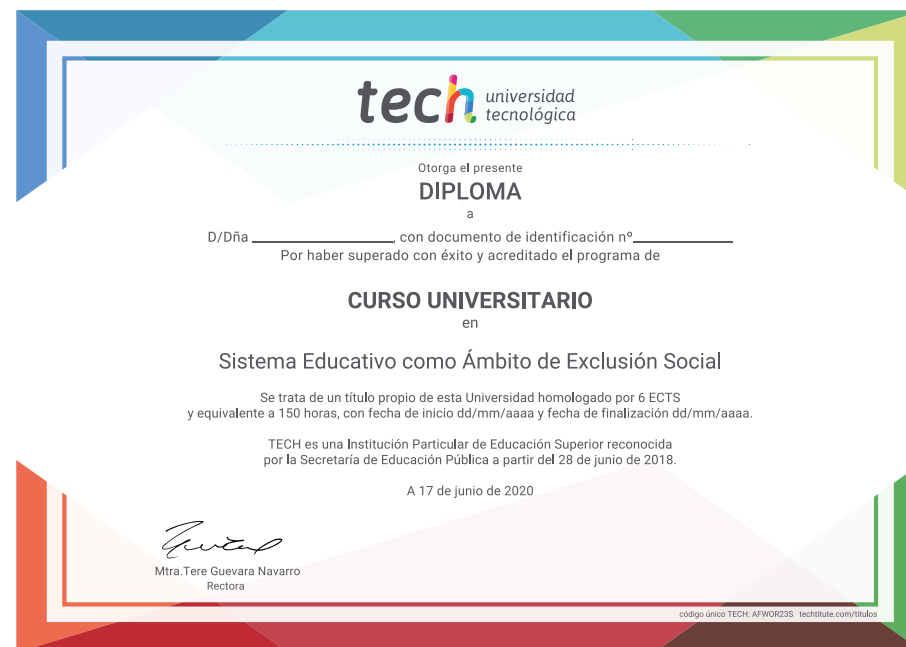 tech universidad
tecnológica
Otorga el presente
DIPLOMA
a
D/Dña ____________________, con documento de identificación nº______________
Por haber superado con éxito y acreditado el programa de
CURSO UNIVERSITARIO
en
Sistema Educativo como Ámbito de Exclusión Social
Se trata de un título propio de esta Universidad homologado por 6 ECTS
y equivalente a 150 horas, con fecha de inicio dd/mm/aaaa y fecha de finalización dd/mm/aaaa.
TECH es una Institución Particular de Educación Superior reconocida
por la Secretaría de Educación Pública a partir del 28 de junio de 2018.
A 17 de junio de 2020
Mtra.Tere Guevara Navarro
Rectora
código único TECH: AFWOR23S techtitute.com/titulos